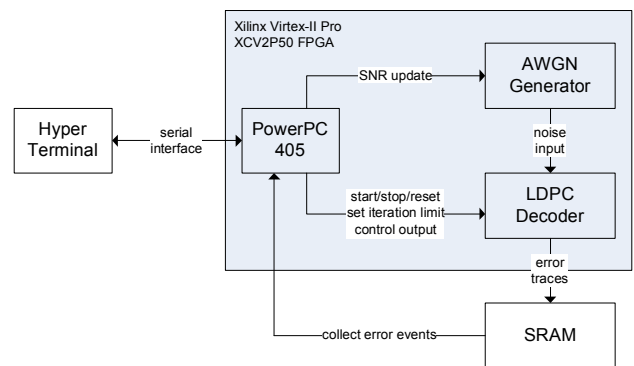 Xilinx Virtex-II Pro
XCV2P50 FPGA
AWGN
Generator
SNR update
Hyper
Terminal
serial
interface
PowerPC
405
noise
input
start/stop/reset
set iteration limit
control output
LDPC
Decoder
error
traces
collect error events
SRAM